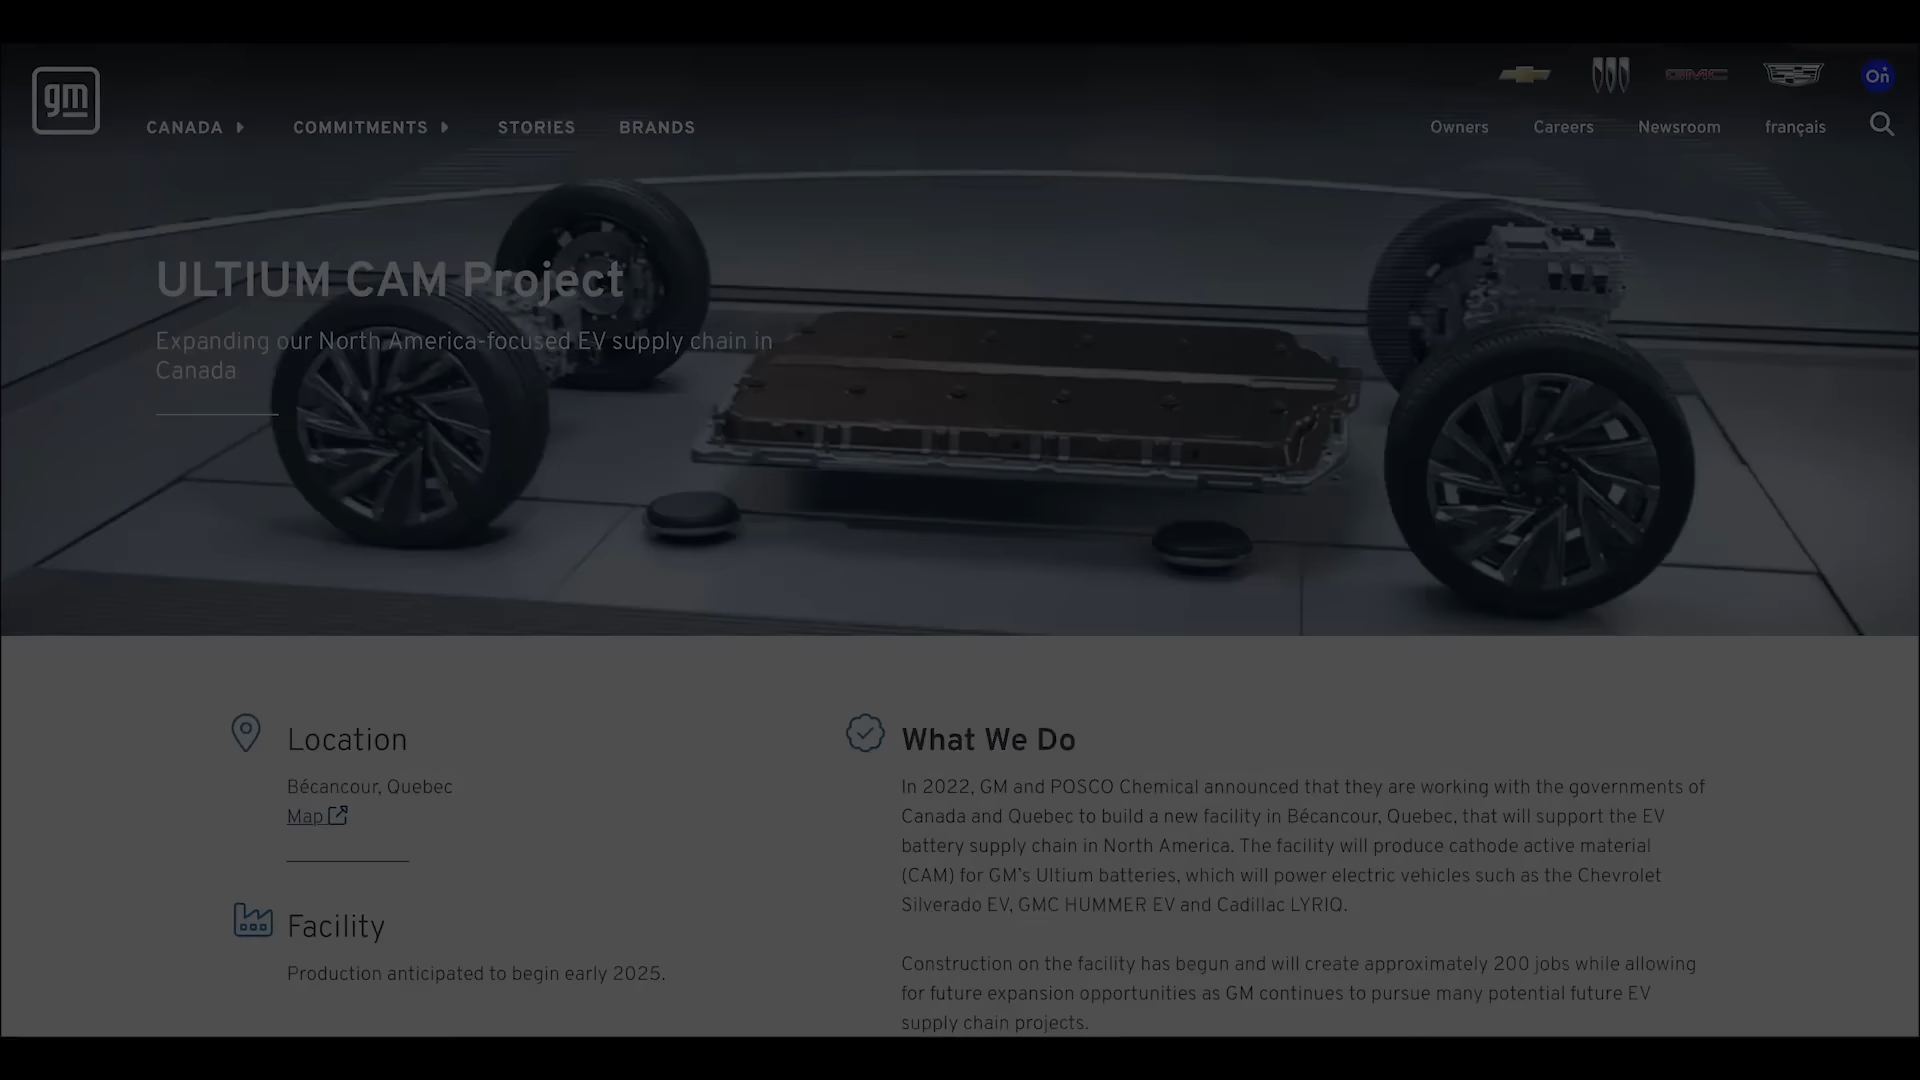 gm
GMC
On
CANADA
COMMITMENTS
STORIES
BRANDS
Owners
Careers
Newsroom
français
ULTIUM CAM Project
Expanding our North America-focused EV supply chain in
Canada
Location
Bécancour, Quebec
Map
Facility
Production anticipated to begin early 2025.
What We Do
In 2022, GM and POSCO Chemical announced that they are working with the governments of
Canada and Quebec to build a new facility in Bécancour, Quebec, that will support the EV
battery supply chain in North America. The facility will produce cathode active material
(CAM) for GM's Ultium batteries, which will power electric vehicles such as the Chevrolet
Silverado EV, GMC HUMMER EV and Cadillac LYRIQ.
Construction on the facility has begun and will create approximately 200 jobs while allowing
for future expansion opportunities as GM continues to pursue many potential future EV
supply chain projects.